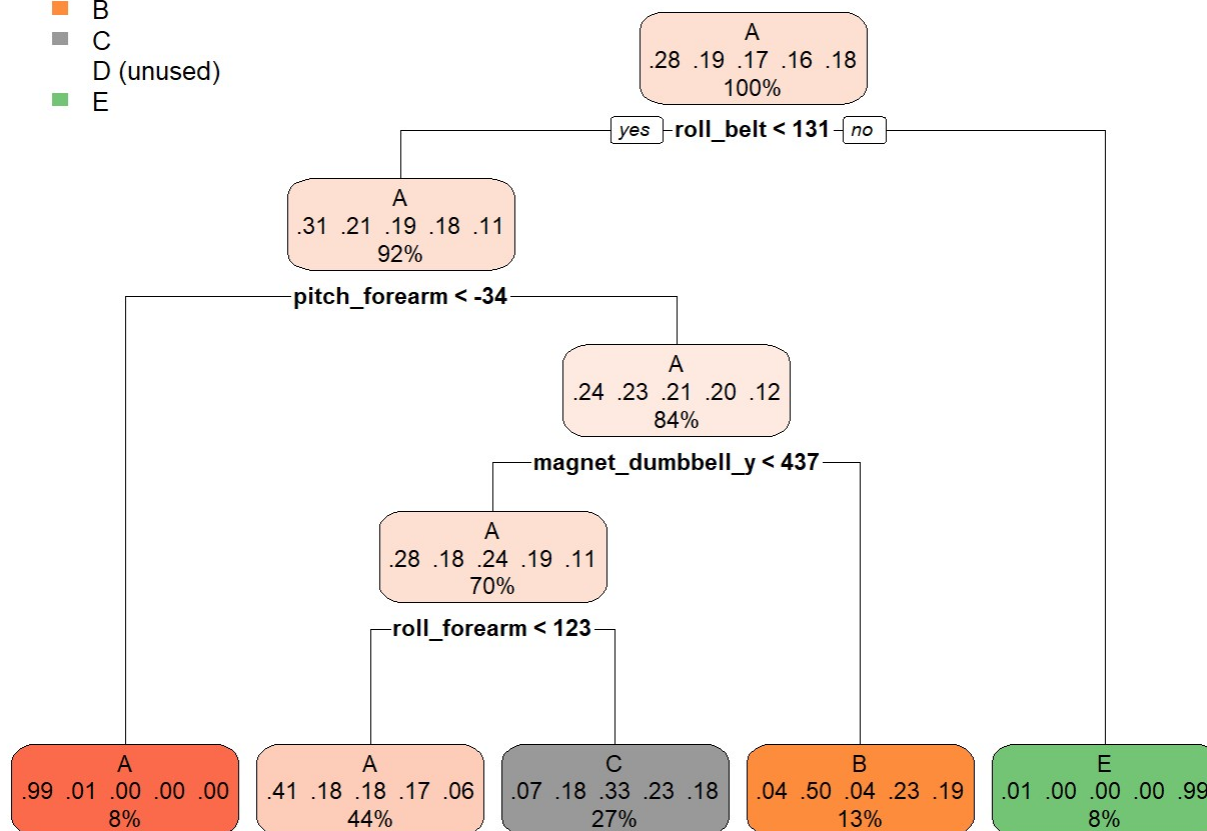 B
C
D (unused)
E
A
.28 .19 .17 .16 .18
100%
yes roll_belt < 131 no
A
.31 .21 .19 .18 .11
92%
pitch_forearm < -34
A
.24 .23 .21 .20 .12
84%
magnet_dumbbell_y < 437
A
.28 .18 .24 .19 .11
70%
roll_forearm < 123
A
.99 .01 .00 .00 .00
8%
A
.41 .18 .18 .17 .06
44%
C
.07 .18 .33 .23 .18
27%
B
.04 .50 .04 .23 .19
13%
E
.01 .00 .00 .00 .99
8%